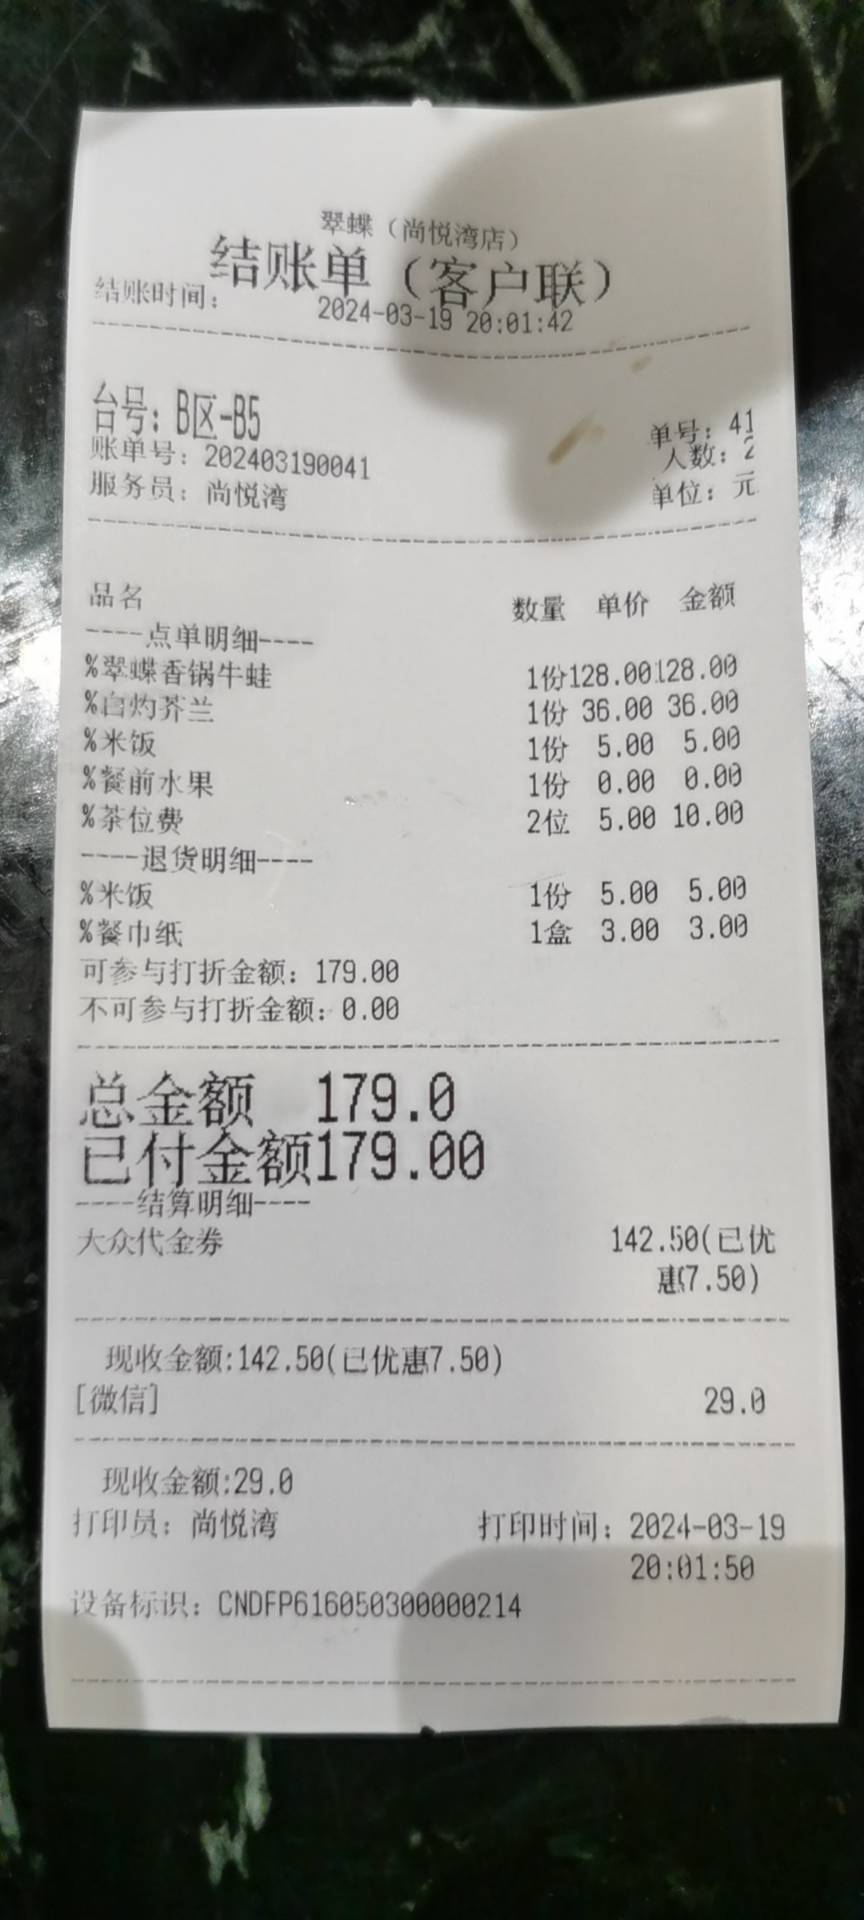 翠蝶（尚悦湾店）
结账单（客户联）
结账时间： 2024-03-19 20:01:42
台号：B区-B5
单号：41
账单号：202403190041
人数：2
服务员：尚悦湾
单位：元
品名 数量 单价 金额
----点单明细----
%翠蝶香锅牛蛙 1份128.00128.00
%白灼芥兰 1份 36.00 36.00
%米饭 1份 5.00 5.00
%餐前水果 1份 0.00 0.00
%茶位费 2位 5.00 10.00
----退货明细----
%米饭 1份 5.00 5.00
%餐巾纸 1盒 3.00 3.00
可参与打折金额：179.00
不可参与打折金额：0.00
总金额 179.0
已付金额179.00
----结算明细----
大众代金券 142.50(已优
惠7.50)
现收金额:142.50(已优惠7.50)
[微信] 29.0
现收金额:29.0
打印员：尚悦湾 打印时间：2024-03-19
20:01:50
设备标识：CNDFP616050300000214